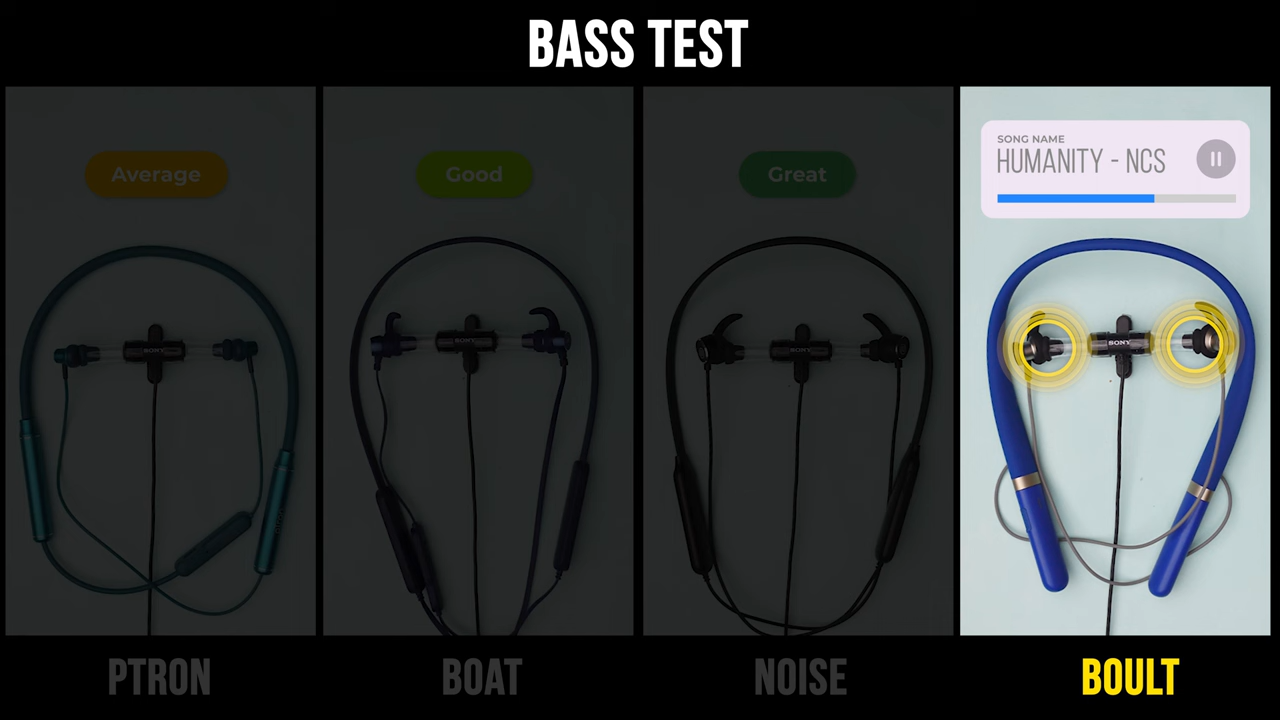 BASS TEST
Average
Good
Great
SONG NAME
HUMANITY - NCS
SONY
SONY
SONY
SONY
PTRON
BOAT
NOISE
BOULT